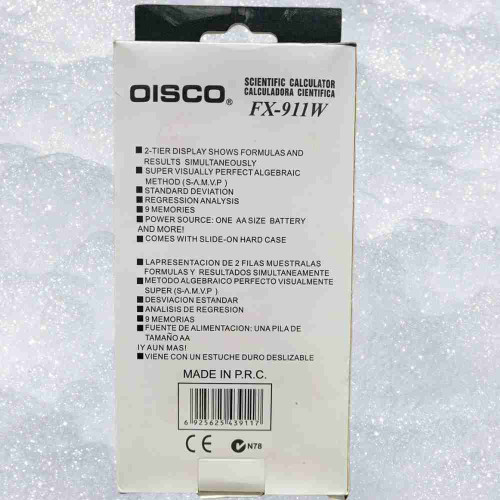 OISCO®
SCIENTIFIC CALCULATOR
CALCULADORA CIENTIFICA
FX-911W
■ 2-TIER DISPLAY SHOWS FORMULAS AND
RESULTS SIMULTANEOUSLY
■ SUPER VISUALLY PERFECT ALGEBRAIC
METHOD (S-Λ.M.V.P )
■ STANDARD DEVIATION
■ REGRESSION ANALYSIS
■ 9 MEMORIES
■ POWER SOURCE: ONE AA SIZE BATTERY
AND MORE!
■ COMES WITH SLIDE-ON HARD CASE
■ LAPRESENTACION DE 2 FILAS MUESTRALAS
FORMULAS Y RESULTADOS SIMULTANEAMENTE
■ METODO ALGEBRAICO PERFECTO VISUALMENTE
SUPER (S-Λ.M.V.P )
■ DESVIACION ESTANDAR
■ ANALISIS DE REGRESION
■ 9 MEMORIAS
■ FUENTE DE ALIMENTACION: UNA PILA DE
TAMAÑO AA
!Y AUN MAS!
■ VIENE CON UN ESTUCHE DURO DESLIZABLE
MADE IN P.R.C.
6 925625 439117
CE N78